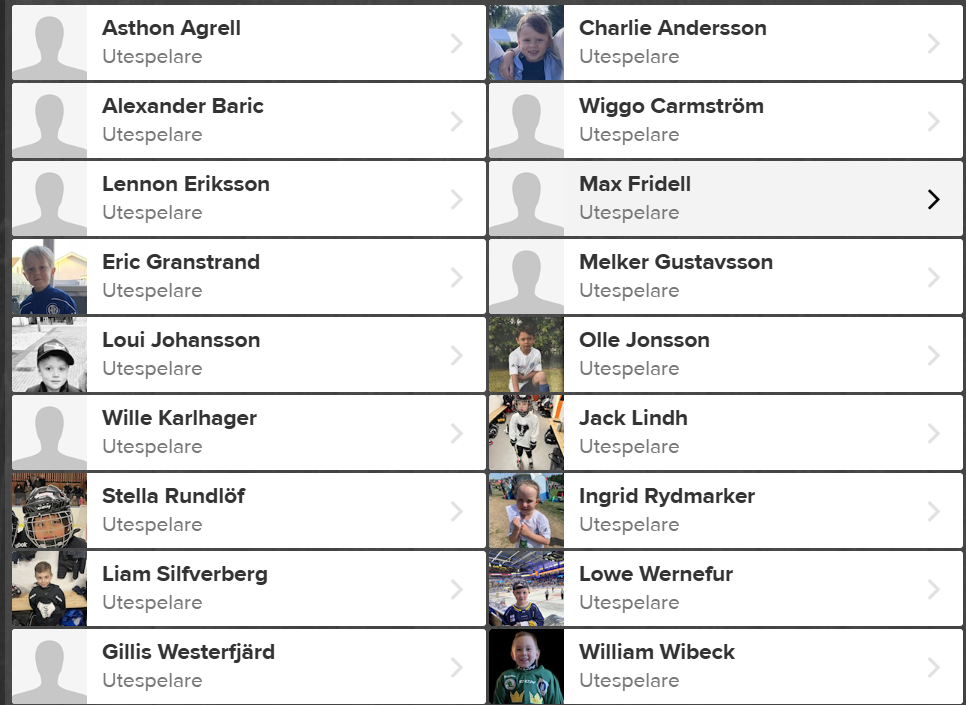 Asthon Agrell
Utespelare
Charlie Andersson
Utespelare
Alexander Baric
Utespelare
Wiggo Carmström
Utespelare
Lennon Eriksson
Utespelare
Max Fridell
Utespelare
Eric Granstrand
Utespelare
Melker Gustavsson
Utespelare
Loui Johansson
Utespelare
Olle Jonsson
Utespelare
Wille Karlhager
Utespelare
Jack Lindh
Utespelare
Stella Rundlöf
Utespelare
Ingrid Rydmarker
Utespelare
Liam Silfverberg
Utespelare
Lowe Wernefur
Utespelare
Gillis Westerfjärd
Utespelare
William Wibeck
Utespelare